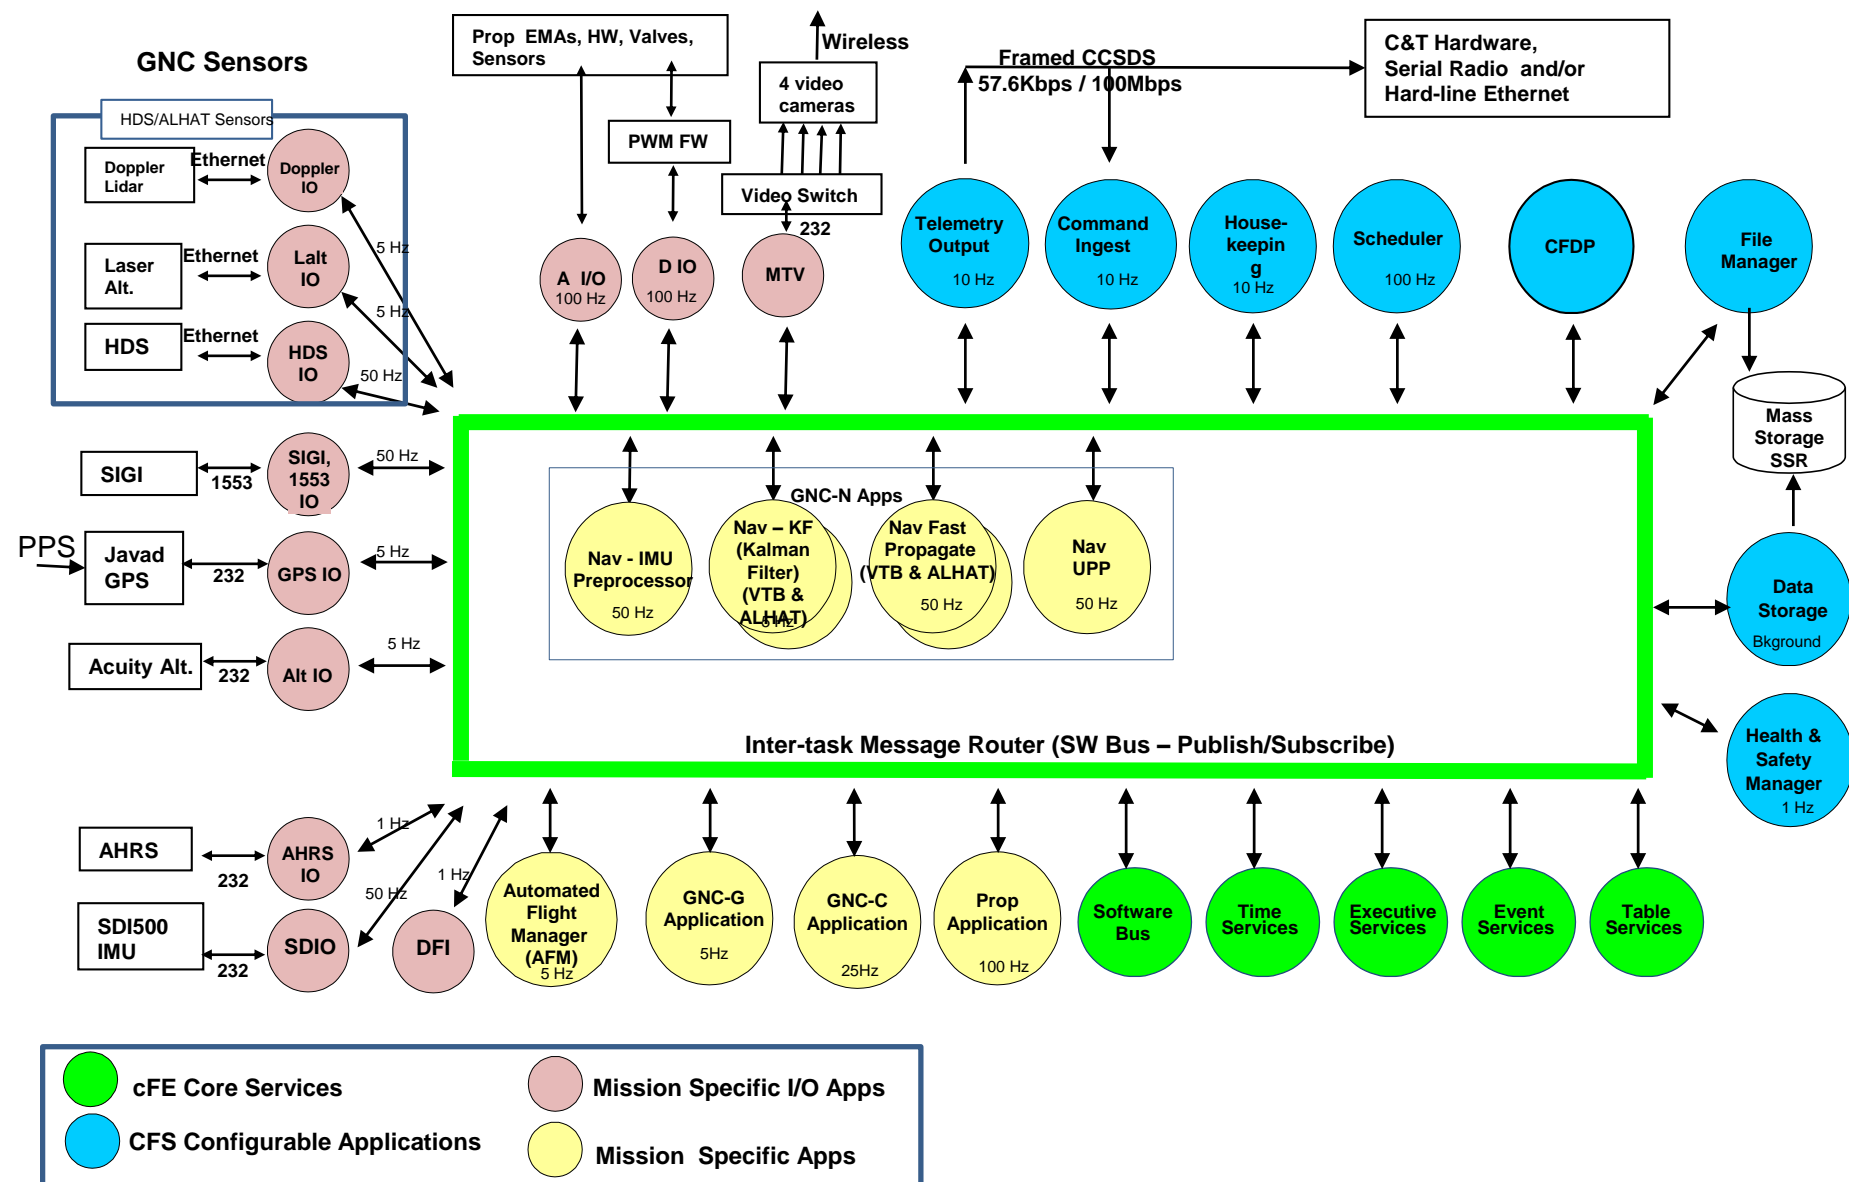 GNC Sensors
HDS/ALHAT Sensors
Doppler
Lidar
Ethernet
Doppler
IO
5 Hz
Laser
Alt.
Ethernet
Lalt
IO
5 Hz
HDS
Ethernet
HDS
IO
50 Hz
SIGI
1553
SIGI,
1553
IO
50 Hz
PPS
Javad
GPS
232
GPS IO
5 Hz
Acuity Alt.
232
Alt IO
5 Hz
Prop EMAs, HW, Valves,
Sensors
PWM FW
A I/O
100 Hz
D IO
100 Hz
Wireless
4 video
cameras
Video Switch
232
MTV
Framed CCSDS
57.6Kbps / 100Mbps
C&T Hardware,
Serial Radio and/or
Hard-line Ethernet
Telemetry
Output
10 Hz
Command
Ingest
10 Hz
House-
keepin
g
10 Hz
Scheduler
100 Hz
CFDP
File
Manager
Mass
Storage
SSR
Data
Storage
Bkground
Health &
Safety
Manager
1 Hz
GNC-N Apps
Nav - IMU
Preprocessor
50 Hz
Nav – KF
(Kalman
Filter)
(VTB &
ALHAT)
5 Hz
Nav Fast
Propagate
(VTB & ALHAT)
50 Hz
Nav
UPP
50 Hz
Inter-task Message Router (SW Bus – Publish/Subscribe)
AHRS
232
AHRS
IO
1 Hz
SDI500
IMU
232
SDIO
50 Hz
DFI
1 Hz
Automated
Flight
Manager
(AFM)
5 Hz
GNC-G
Application
5Hz
GNC-C
Application
25Hz
Prop
Application
100 Hz
Software
Bus
Time
Services
Executive
Services
Event
Services
Table
Services
cFE Core Services
Mission Specific I/O Apps
CFS Configurable Applications
Mission Specific Apps